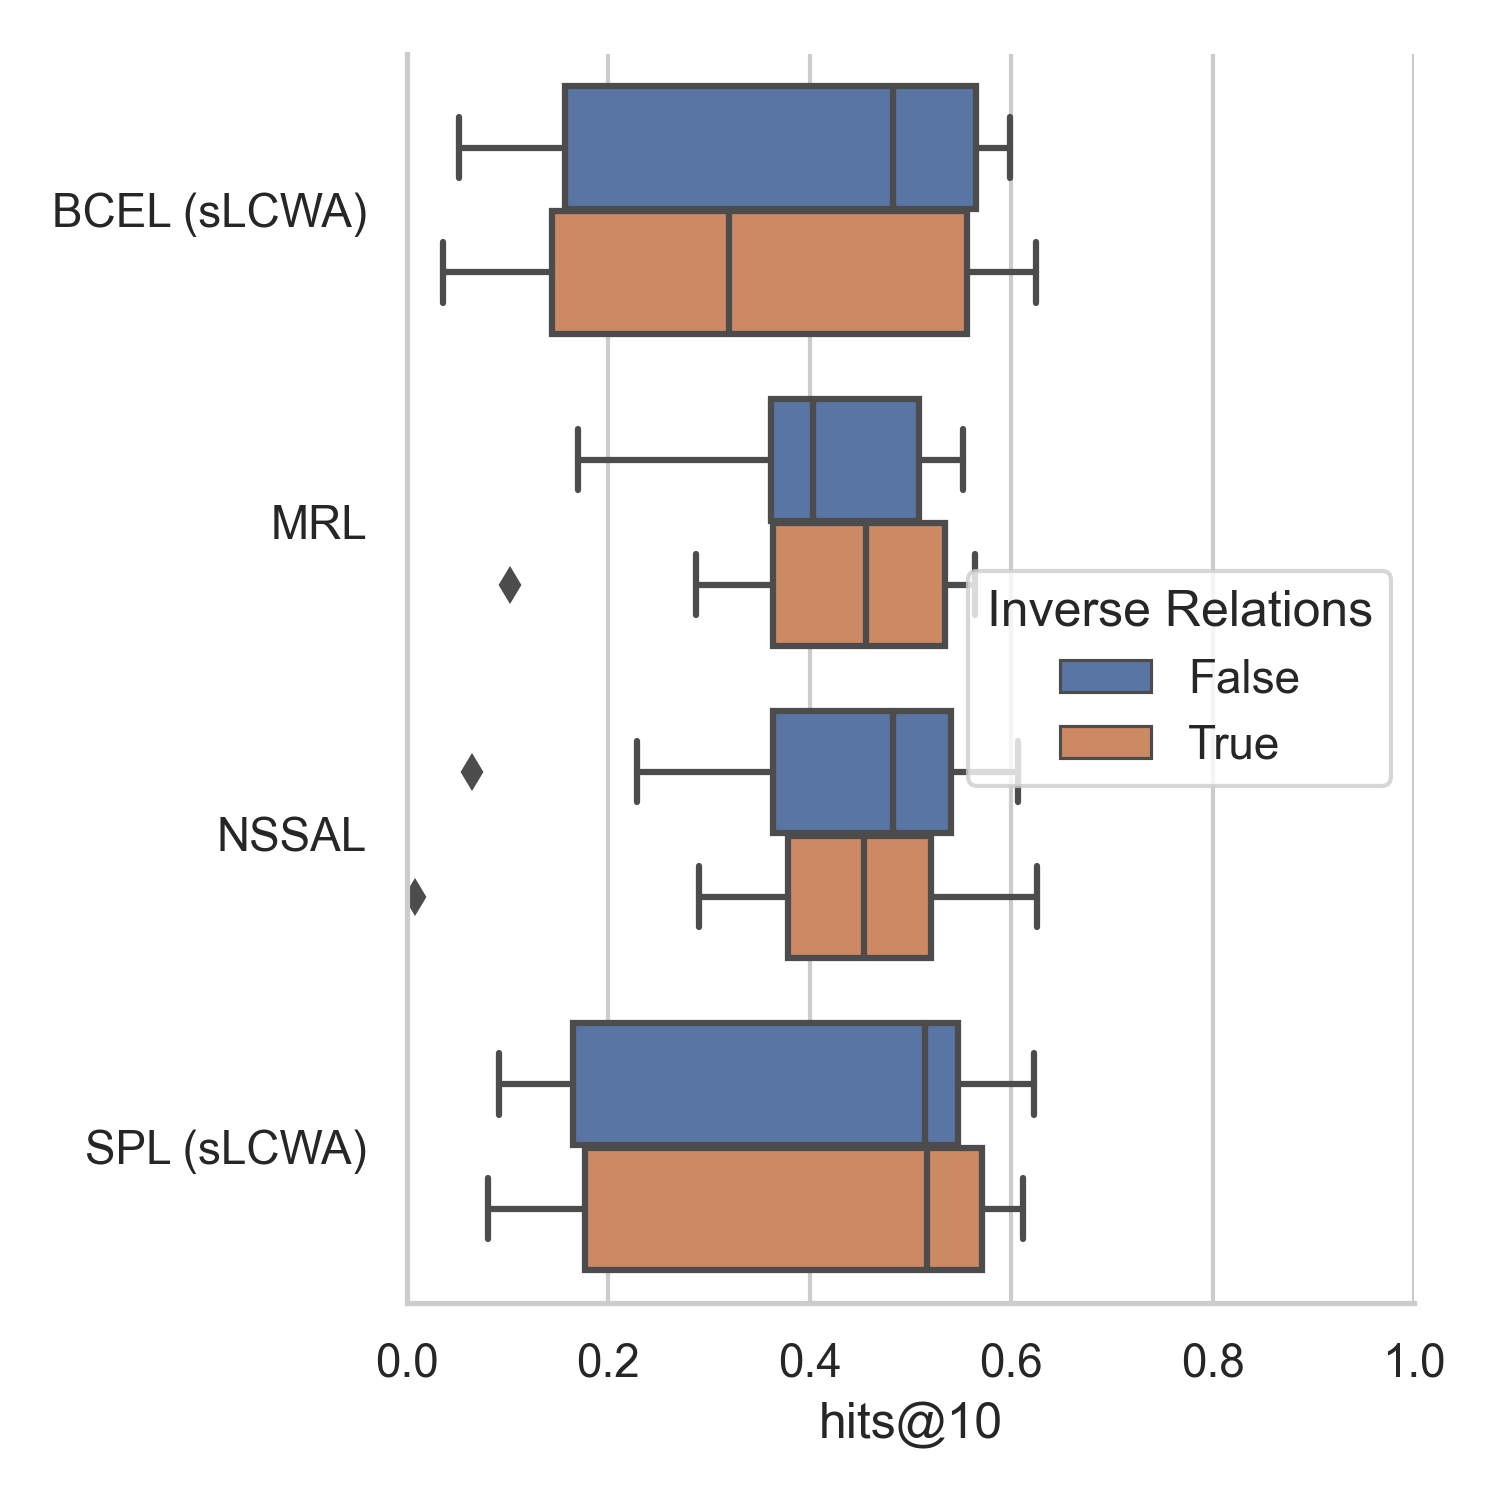 BCEL (sLCWA)
MRL
NSSAL
SPL (sLCWA)
Inverse Relations
False
True
0.0 0.2 0.4 0.6 0.8 1.0
hits@10